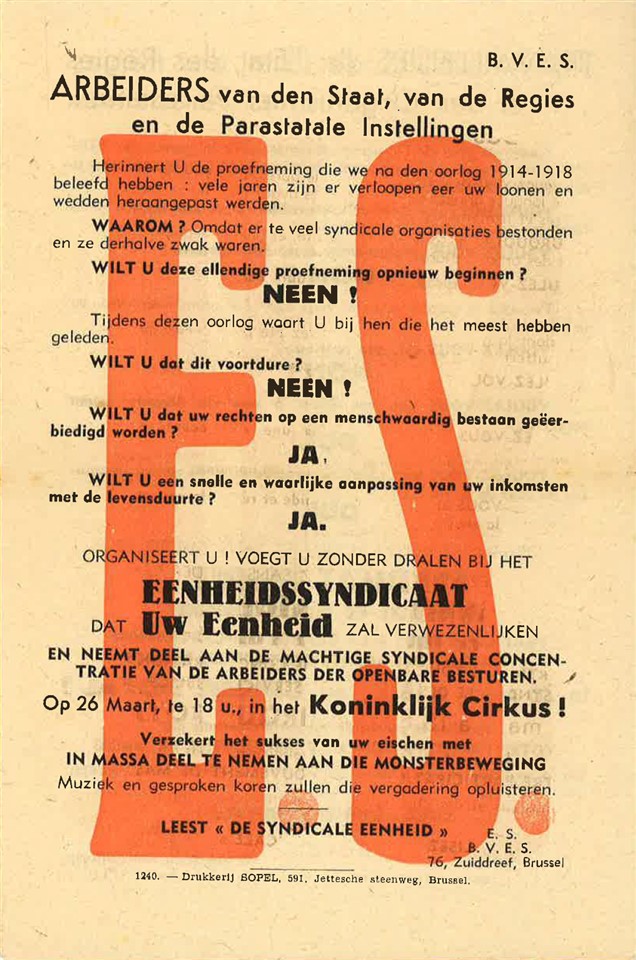 B. V. E. S.
ARBEIDERS van den Staat, van de Regies
en de Parastatale Instellingen
Herinnert U de proefneming die we na den oorlog 1914-1918
beleefd hebben : vele jaren zijn er verloopen eer uw loonen en
wedden heraangepast werden.
WAAROM ? Omdat er te veel syndicale organisaties bestonden
en ze derhalve zwak waren.
WILT U deze ellendige proefneming opnieuw beginnen ?
NEEN !
Tijdens dezen oorlog waart U bij hen die het meest hebben
geleden.
WILT U dat dit voortdure ?
NEEN !
WILT U dat uw rechten op een menschwaardig bestaan geëer-
biedigd worden ?
JA.
WILT U een snelle en waarlijke aanpassing van uw inkomsten
met de levensduurte ?
JA.
ORGANISEERT U ! VOEGT U ZONDER DRALEN BIJ HET
EENHEIDSSYNDICAAT
DAT Uw Eenheid ZAL VERWEZENLIJKEN
EN NEEMT DEEL AAN DE MACHTIGE SYNDICALE CONCEN-
TRATIE VAN DE ARBEIDERS DER OPENBARE BESTUREN.
Op 26 Maart, te 18 u., in het Koninklijk Cirkus !
Verzekert het sukses van uw eischen met
IN MASSA DEEL TE NEMEN AAN DIE MONSTERBEWEGING
Muziek en gesproken koren zullen die vergadering opluisteren.
LEEST « DE SYNDICALE EENHEID »
E. S.
B. V. E. S.
76, Zuiddreef, Brussel
1240. — Drukkerij SOPEL, 591, Jettesche steenweg, Brussel.
E.S.